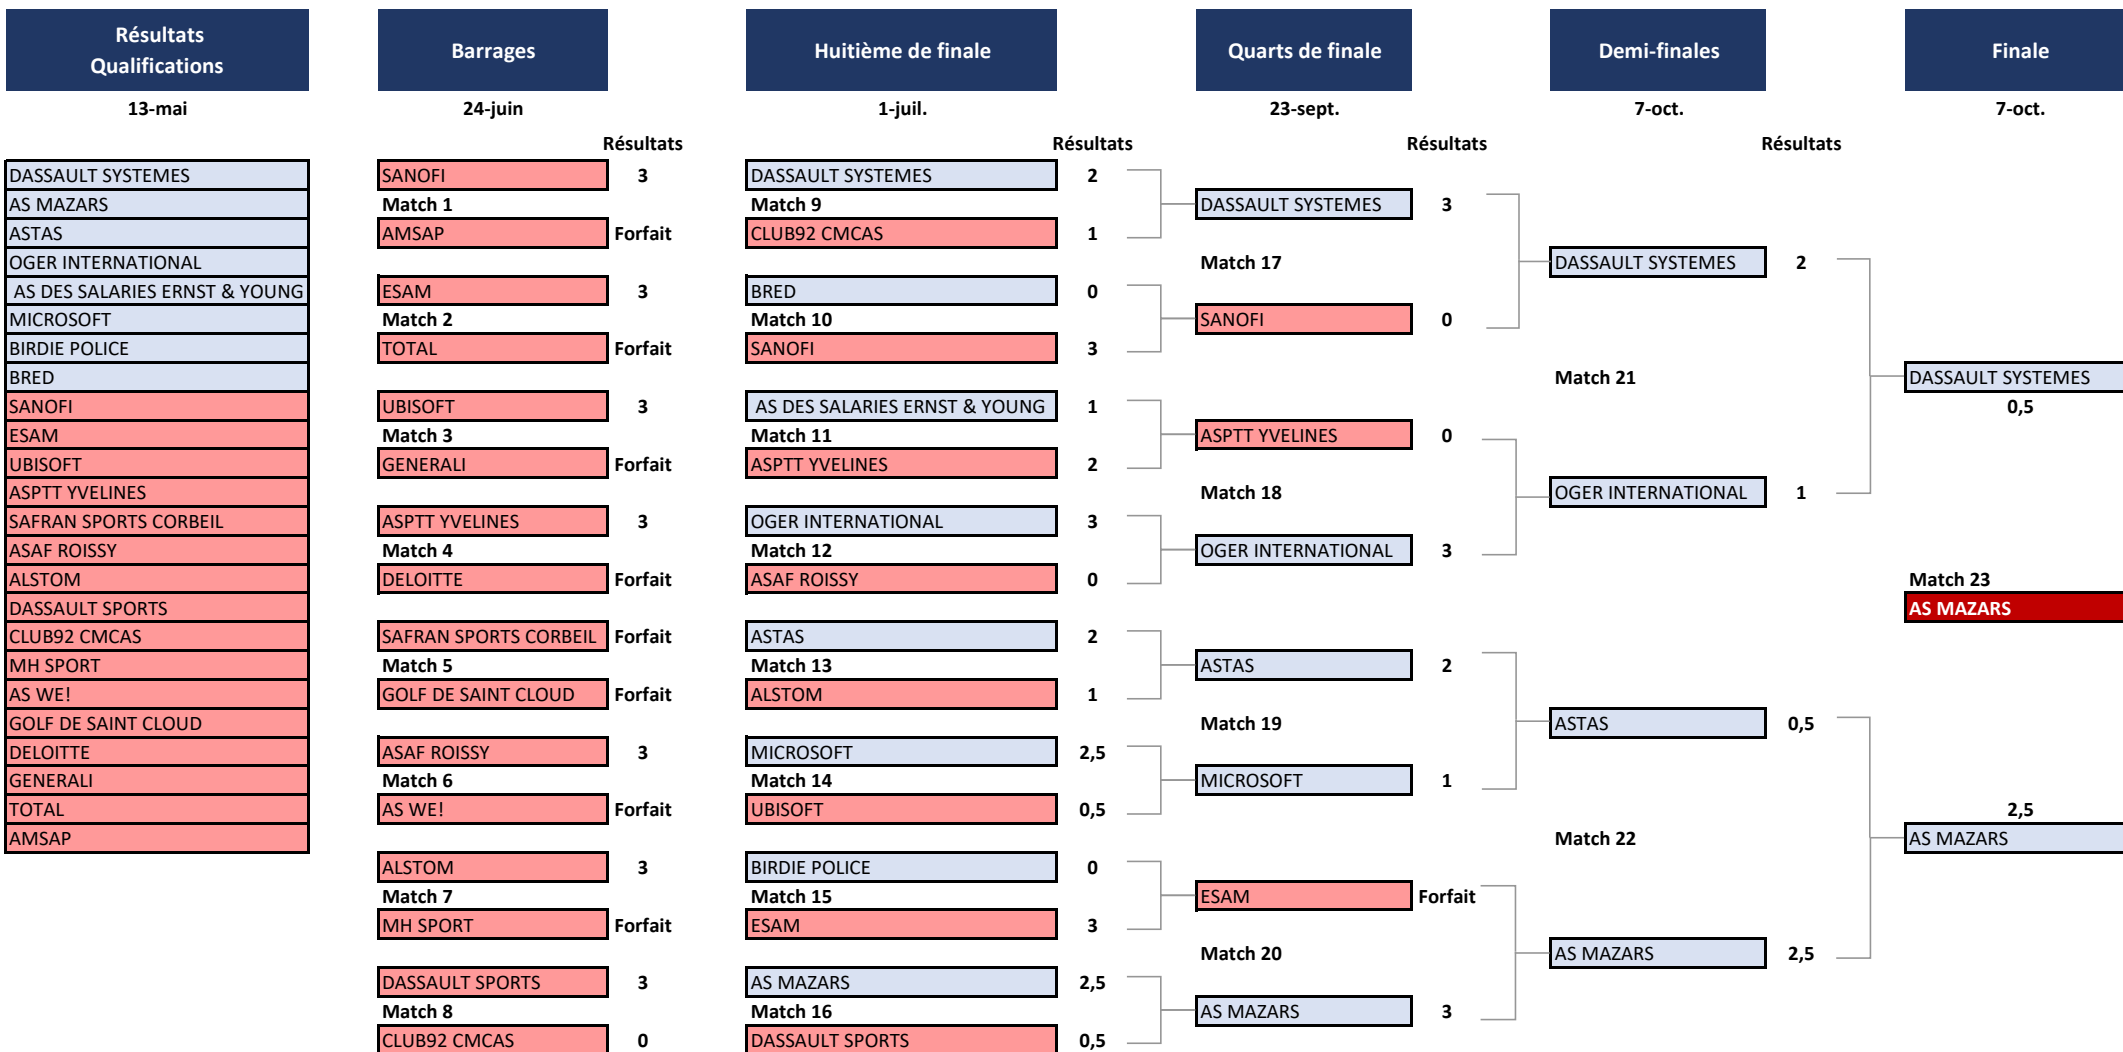 Résultats
Qualifications
Barrages
Huitième de finale
Quarts de finale
Demi-finales
Finale
13-mai
24-juin
1-juil.
23-sept.
7-oct.
7-oct.
Résultats
Résultats
Résultats
Résultats
DASSAULT SYSTEMES
AS MAZARS
ASTAS
OGER INTERNATIONAL
AS DES SALARIES ERNST & YOUNG
MICROSOFT
BIRDIE POLICE
BRED
SANOFI
ESAM
UBISOFT
ASPTT YVELINES
SAFRAN SPORTS CORBEIL
ASAF ROISSY
ALSTOM
DASSAULT SPORTS
CLUB92 CMCAS
MH SPORT
AS WE!
GOLF DE SAINT CLOUD
DELOITTE
GENERALI
TOTAL
AMSAP
SANOFI 3
Match 1
AMSAP Forfait
ESAM 3
Match 2
TOTAL Forfait
UBISOFT 3
Match 3
GENERALI Forfait
ASPTT YVELINES 3
Match 4
DELOITTE Forfait
SAFRAN SPORTS CORBEIL Forfait
Match 5
GOLF DE SAINT CLOUD Forfait
ASAF ROISSY 3
Match 6
AS WE! Forfait
ALSTOM 3
Match 7
MH SPORT Forfait
DASSAULT SPORTS 3
Match 8
CLUB92 CMCAS 0
DASSAULT SYSTEMES 2
Match 9
CLUB92 CMCAS 1
BRED 0
Match 10
SANOFI 3
AS DES SALARIES ERNST & YOUNG 1
Match 11
ASPTT YVELINES 2
OGER INTERNATIONAL 3
Match 12
ASAF ROISSY 0
ASTAS 2
Match 13
ALSTOM 1
MICROSOFT 2,5
Match 14
UBISOFT 0,5
BIRDIE POLICE 0
Match 15
ESAM 3
AS MAZARS 2,5
Match 16
DASSAULT SPORTS 0,5
DASSAULT SYSTEMES 3
Match 17
SANOFI 0
ASPTT YVELINES 0
Match 18
OGER INTERNATIONAL 3
ASTAS 2
Match 19
MICROSOFT 1
ESAM Forfait
Match 20
AS MAZARS 3
DASSAULT SYSTEMES 2
Match 21
OGER INTERNATIONAL 1
ASTAS 0,5
Match 22
AS MAZARS 2,5
DASSAULT SYSTEMES
0,5
Match 23
AS MAZARS
2,5
AS MAZARS